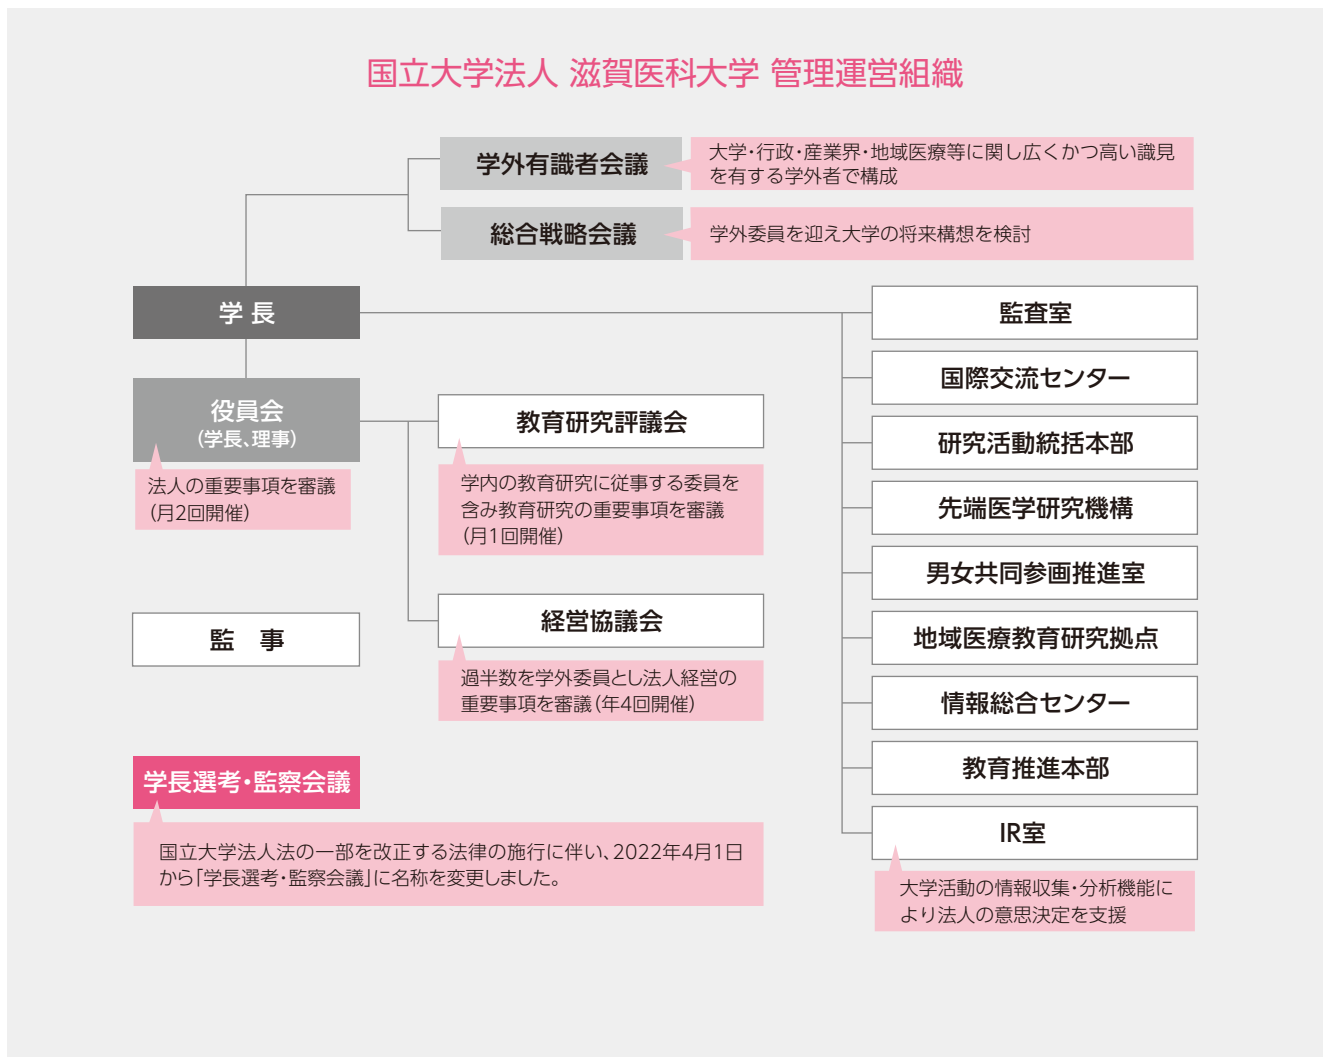 国立大学法人 滋賀医科大学 管理運営組織
学外有識者会議
大学・行政・産業界・地域医療等に関し広くかつ高い識見
を有する学外者で構成
総合戦略会議
学外委員を迎え大学の将来構想を検討
学 長
役員会
(学長、理事)
法人の重要事項を審議
(月2回開催)
教育研究評議会
学内の教育研究に従事する委員を
含み教育研究の重要事項を審議
(月1回開催)
経営協議会
過半数を学外委員とし法人経営の
重要事項を審議(年4回開催)
監 事
学長選考・監察会議
国立大学法人法の一部を改正する法律の施行に伴い、2022年4月1日
から「学長選考・監察会議」に名称を変更しました。
監査室
国際交流センター
研究活動統括本部
先端医学研究機構
男女共同参画推進室
地域医療教育研究拠点
情報総合センター
教育推進本部
IR室
大学活動の情報収集・分析機能に
より法人の意思決定を支援